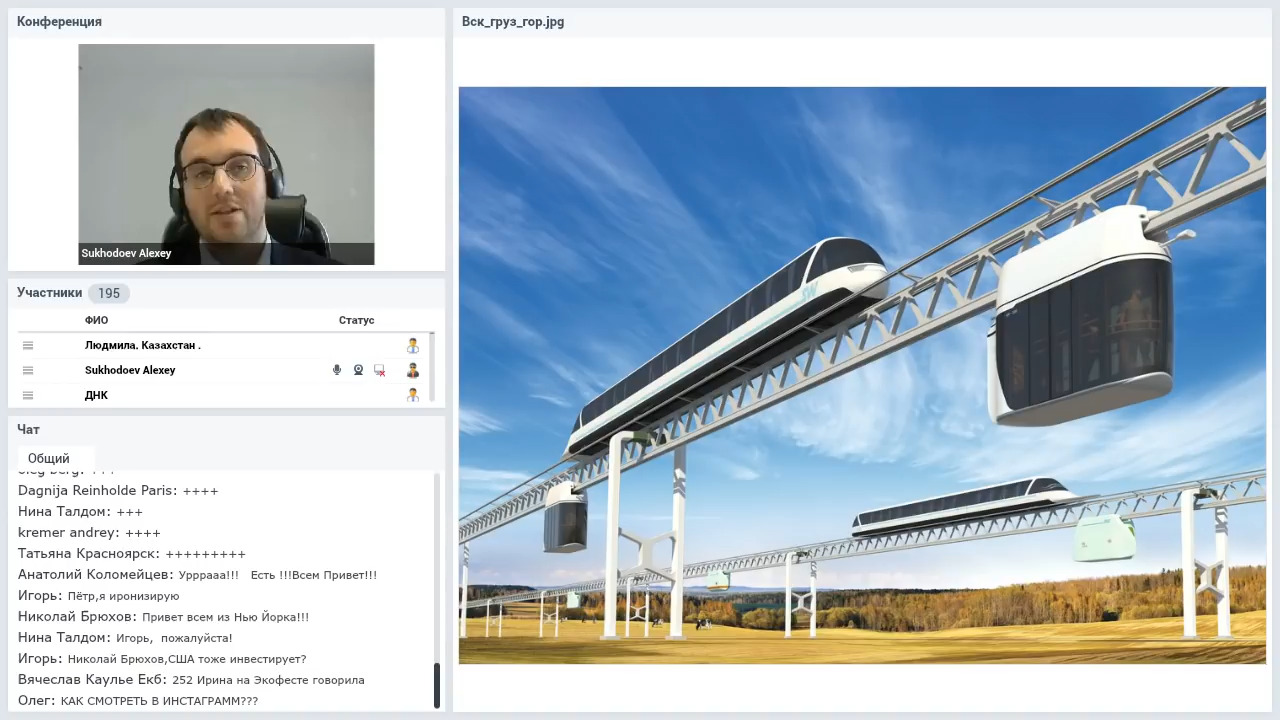 Конференция
Sukhodoev Alexey
Участники 195
ФИО Статус
Людмила. Казахстан .
Sukhodoev Alexey
ДНК
Чат
Общий
Dagnija Reinholde Paris: ++++
Нина Талдом: +++
kremer andrey: ++++
Татьяна Красноярск: +++++++++
Анатолий Коломейцев: Урррааа!!! Есть !!!Всем Привет!!!
Игорь: Пётр,я иронизирую
Николай Брюхов: Привет всем из Нью Йорка!!!
Нина Талдом: Игорь, пожалуйста!
Игорь: Николай Брюхов,США тоже инвестирует?
Вячеслав Каулье Екб: 252 Ирина на Экофесте говорила
Олег: КАК СМОТРЕТЬ В ИНСТАГРАММ???
Вск_груз_гор.jpg